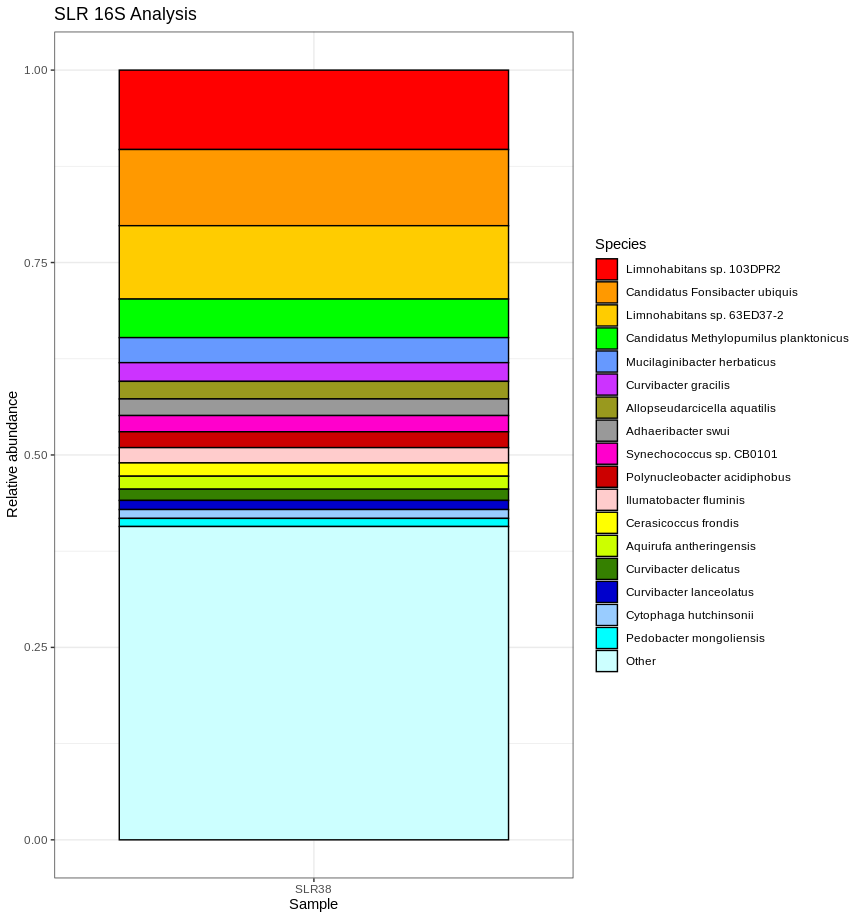 SLR 16S Analysis
1.00
0.75
0.50
0.25
0.00
Relative abundance
SLR38
Sample
Species
Limnohabitans sp. 103DPR2
Candidatus Fonsibacter ubiquis
Limnohabitans sp. 63ED37-2
Candidatus Methylopumilus planktonicus
Mucilaginibacter herbaticus
Curvibacter gracilis
Allopseudarcicella aquatilis
Adhaeribacter swui
Synechococcus sp. CB0101
Polynucleobacter acidiphobus
Ilumatobacter fluminis
Cerasicoccus frondis
Aquirufa antheringensis
Curvibacter delicatus
Curvibacter lanceolatus
Cytophaga hutchinsonii
Pedobacter mongoliensis
Other